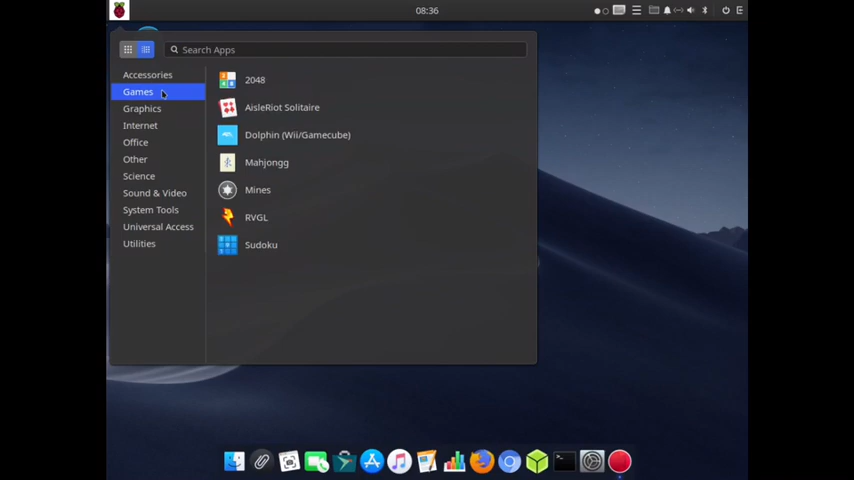 08:36
Search Apps
Accessories
Games
Graphics
Internet
Office
Other
Science
Sound & Video
System Tools
Universal Access
Utilities
2048
AisleRiot Solitaire
Dolphin (Wii/Gamecube)
Mahjongg
Mines
RVGL
Sudoku